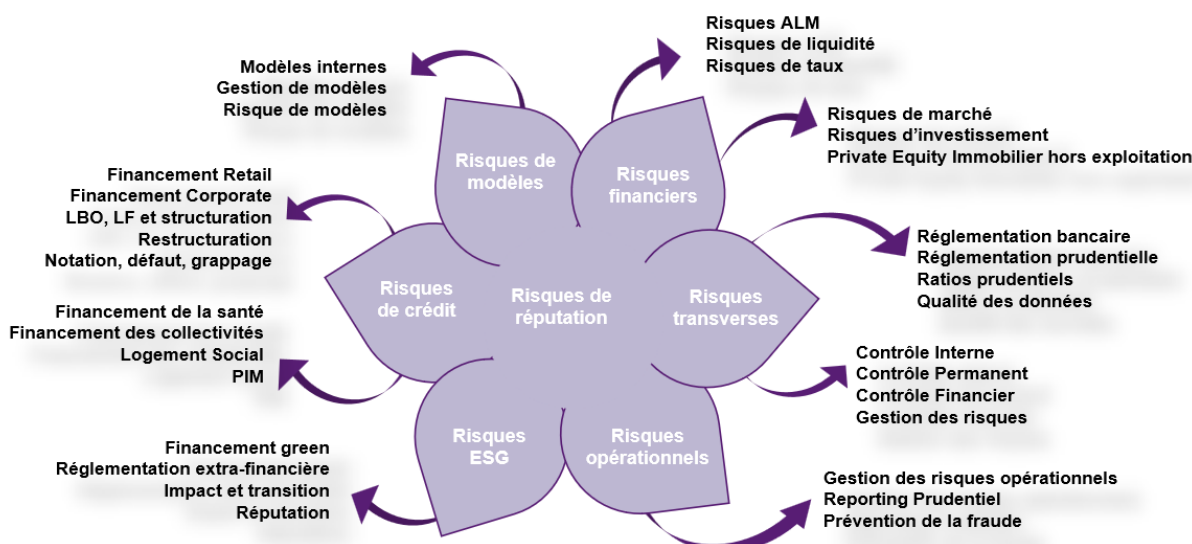 Modèles internes
Gestion de modèles
Risque de modèles
Risques ALM
Risques de liquidité
Risques de taux
Risques de marché
Risques d'investissement
Private Equity Immobilier hors exploitation
Risques de
modèles
Risques
financiers
Financement Retail
Financement Corporate
LBO, LF et structuration
Restructuration
Notation, défaut, grappage
Réglementation bancaire
Réglementation prudentielle
Ratios prudentiels
Qualité des données
Risques
de crédit
Risques de
réputation
Risques
transverses
Financement de la santé
Financement des collectivités
Logement Social
PIM
Contrôle Interne
Contrôle Permanent
Contrôle Financier
Gestion des risques
Risques
ESG
Risques
opérationnels
Financement green
Réglementation extra-financière
Impact et transition
Réputation
Gestion des risques opérationnels
Reporting Prudentiel
Prévention de la fraude